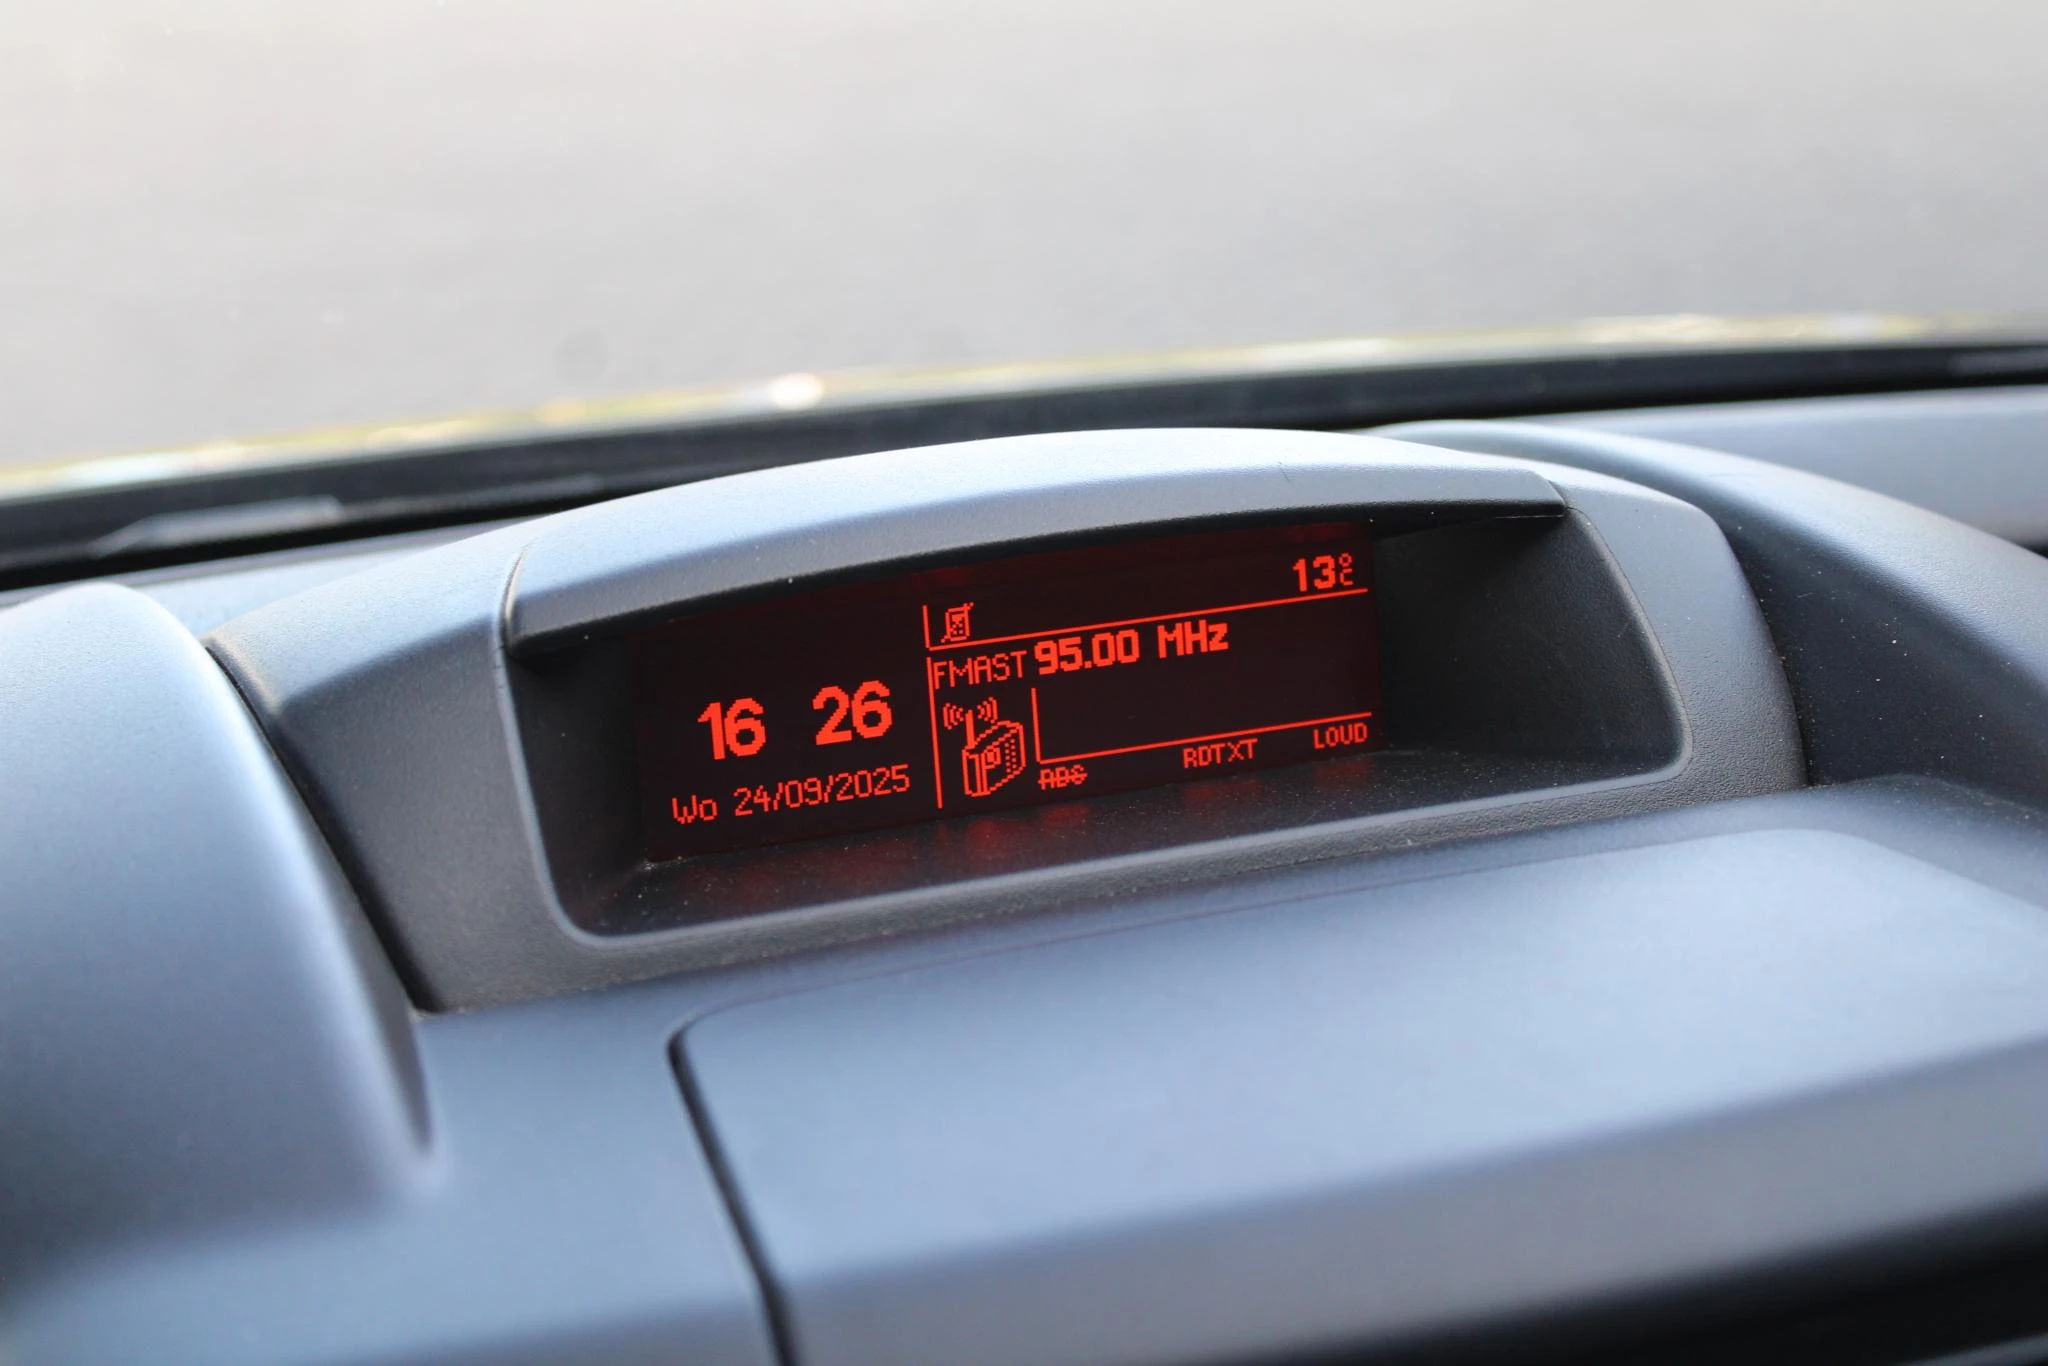 13°C
FMAST 95.00 MHz
16 26
Wo 24/09/2025
RDTXT
LOUD